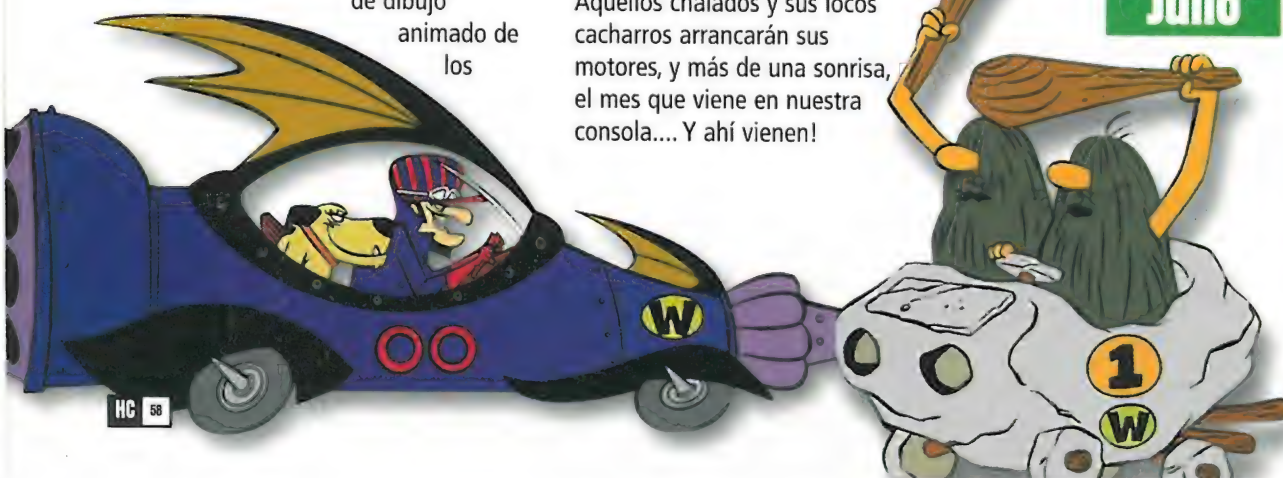 de dibujo
animado de
los
Aquellos chalados y sus locos
cacharros arrancarán sus
motores, y más de una sonrisa,
el mes que viene en nuestra
consola.... Y ahí vienen!
Julio
OO
W
1
W
HC 58